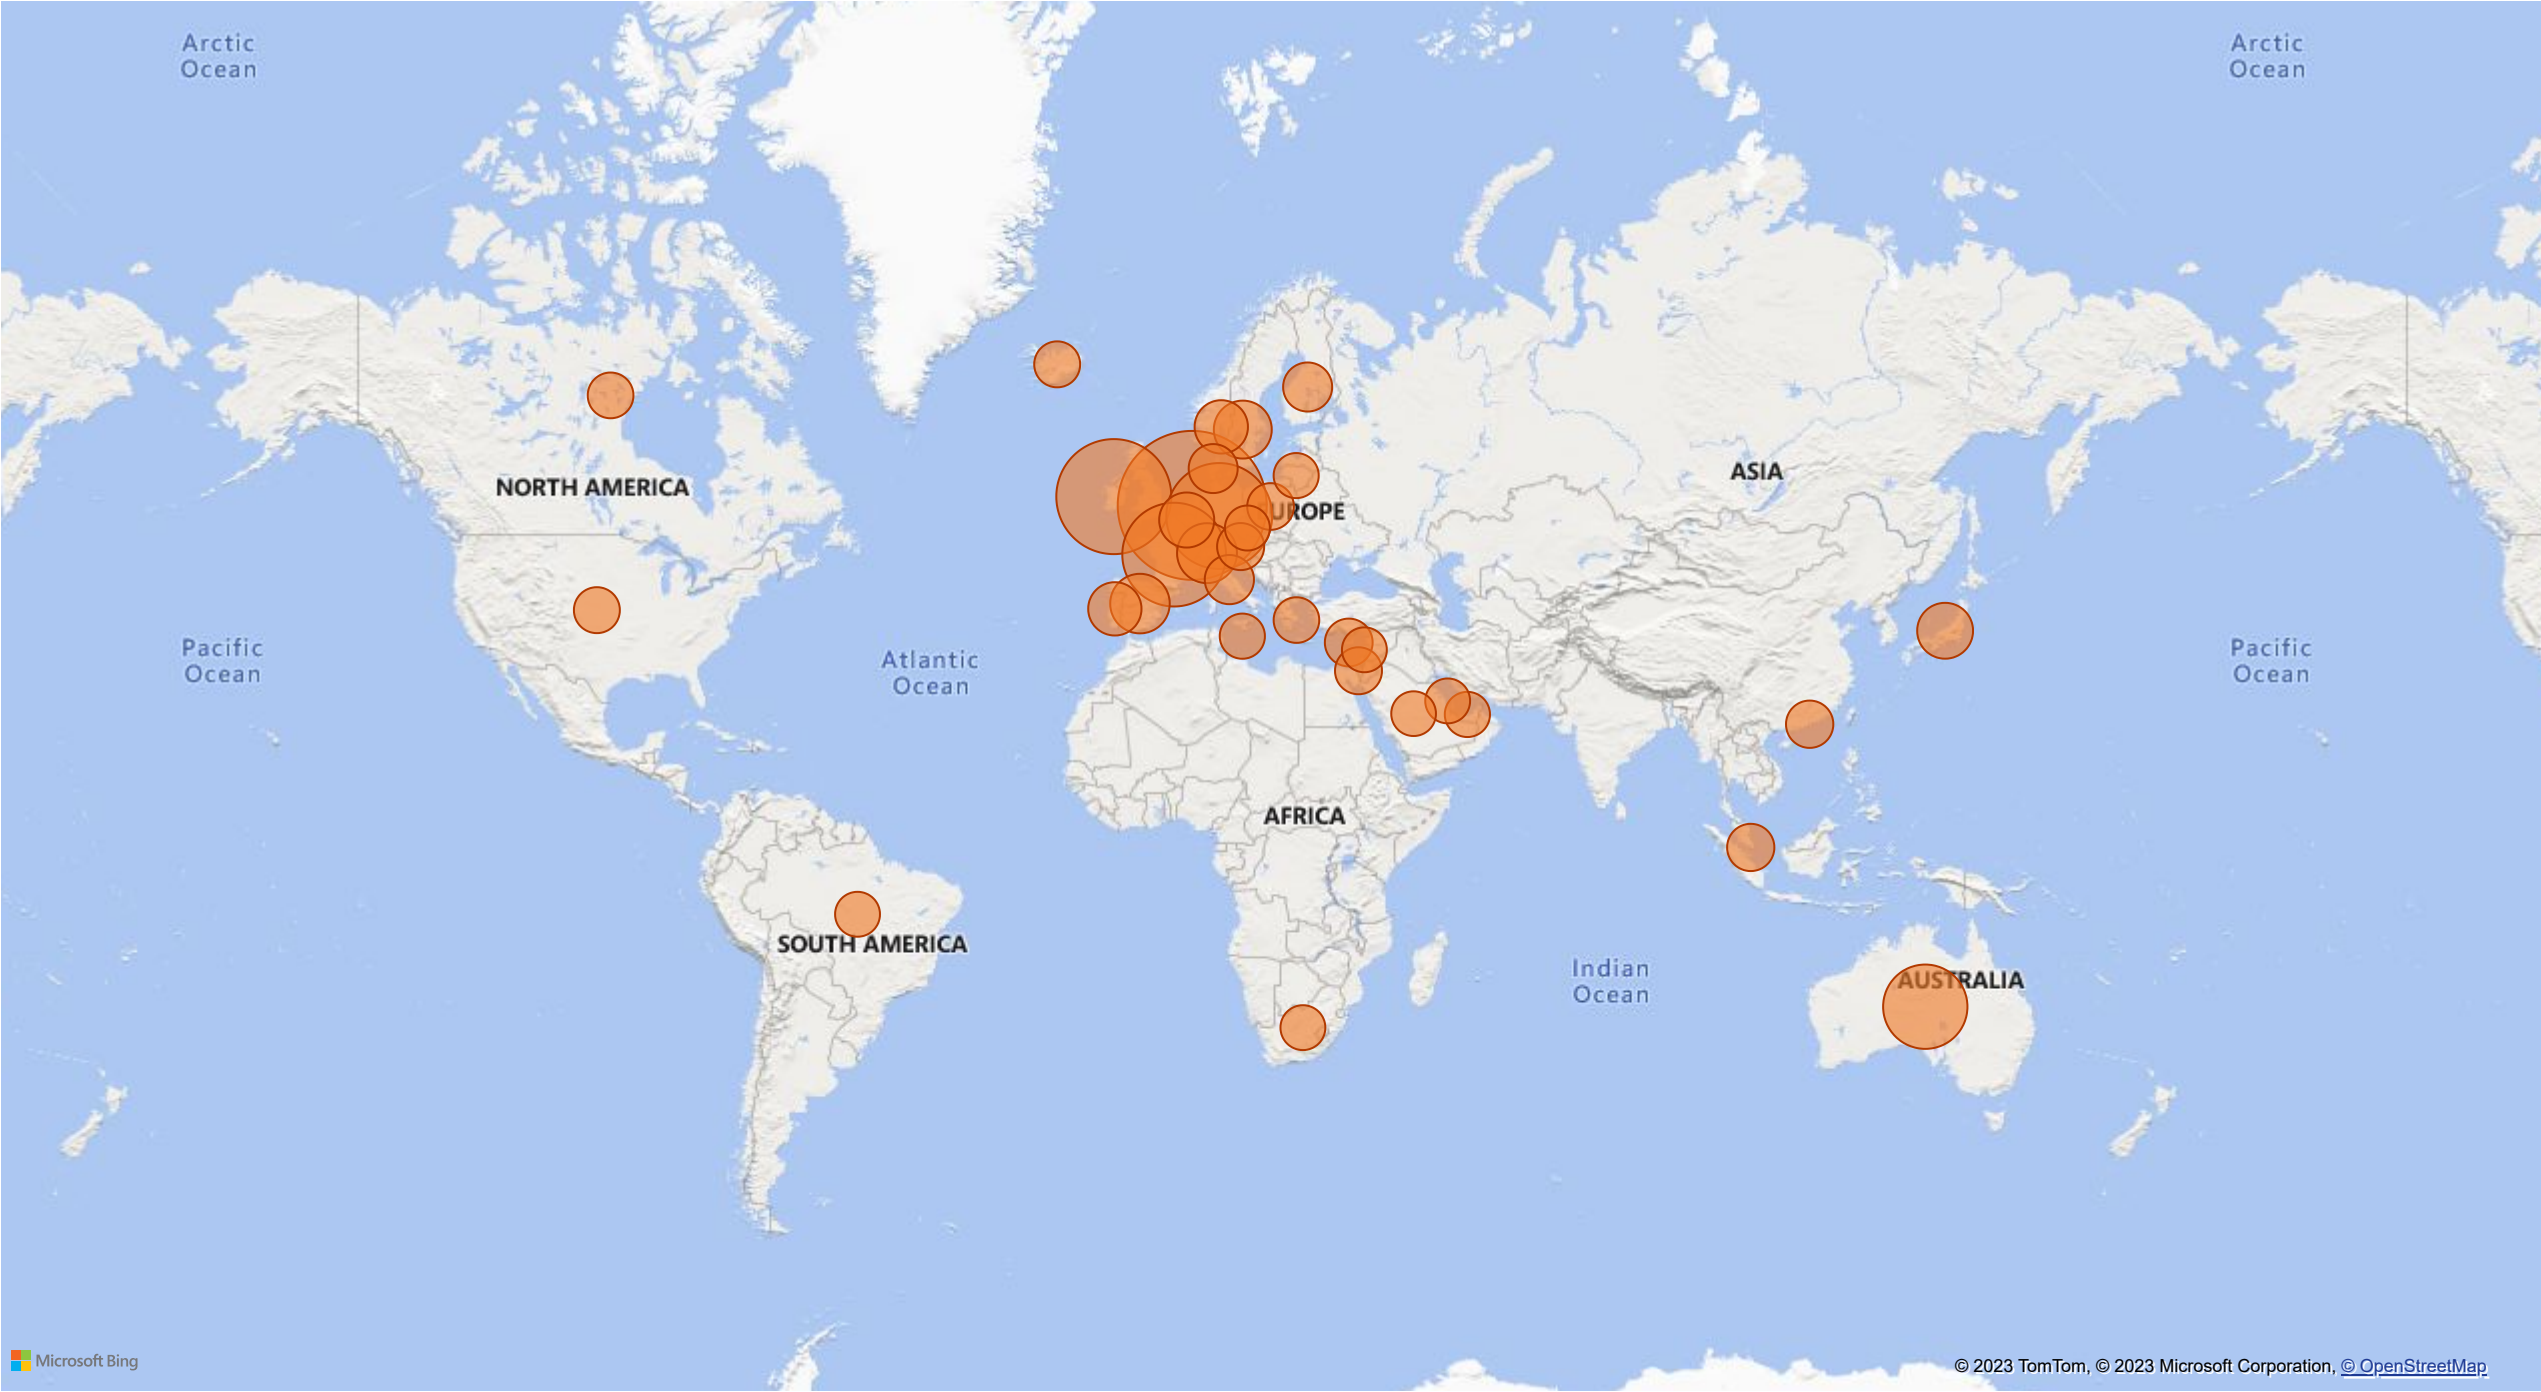 Arctic
Ocean
Arctic
Ocean
NORTH AMERICA
ASIA
UROPE
Pacific
Ocean
Atlantic
Ocean
Pacific
Ocean
AFRICA
SOUTH AMERICA
Indian
Ocean
AUSTRALIA
Microsoft Bing
© 2023 TomTom, © 2023 Microsoft Corporation, © OpenStreetMap